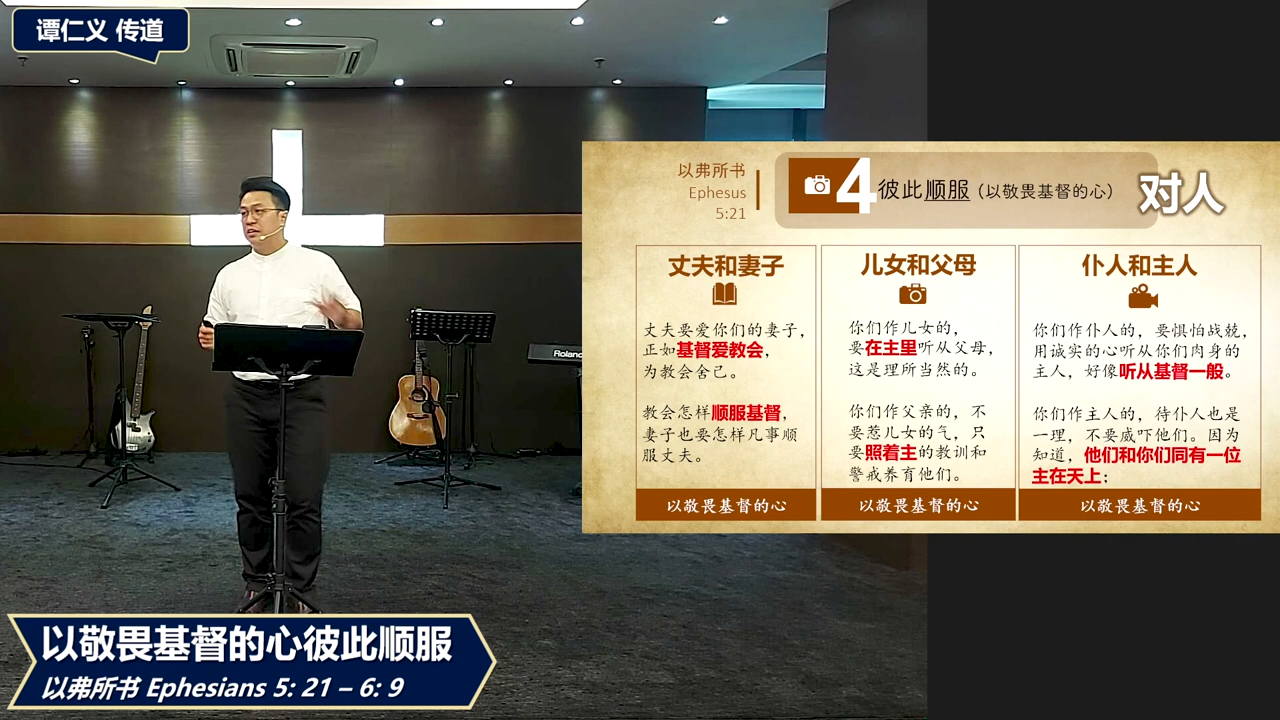 谭仁义 传道
以弗所书
Ephesus
5:21
4
彼此顺服（以敬畏基督的心）
对人
丈夫和妻子
丈夫要爱你们的妻子，
正如基督爱教会，
为教会舍己。
教会怎样顺服基督，
妻子也要怎样凡事顺
服丈夫。
以敬畏基督的心
儿女和父母
你们作儿女的，
要在主里听从父母，
这是理所当然的。
你们作父亲的，不
要惹儿女的气，只
要照着主的教训和
警戒养育他们。
以敬畏基督的心
仆人和主人
你们作仆人的，要惧怕战兢，
用诚实的心听从你们肉身的
主人，好像听从基督一般。
你们作主人的，待仆人也是
一理，不要威吓他们。因为
知道，他们和你们同有一位
主在天上；
以敬畏基督的心
Roland
以敬畏基督的心彼此顺服
以弗所书 Ephesians 5: 21 – 6: 9